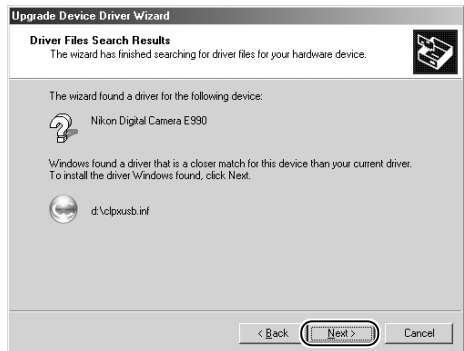 Upgrade Device Driver Wizard
Driver Files Search Results
The wizard has finished searching for driver files for your hardware device.
The wizard found a driver for the following device:
Nikon Digital Camera E990
Windows found a driver that is a closer match for this device than your current driver.
To install the driver Windows found, click Next.
d:\clpxusb.inf
< Back
Next >
Cancel